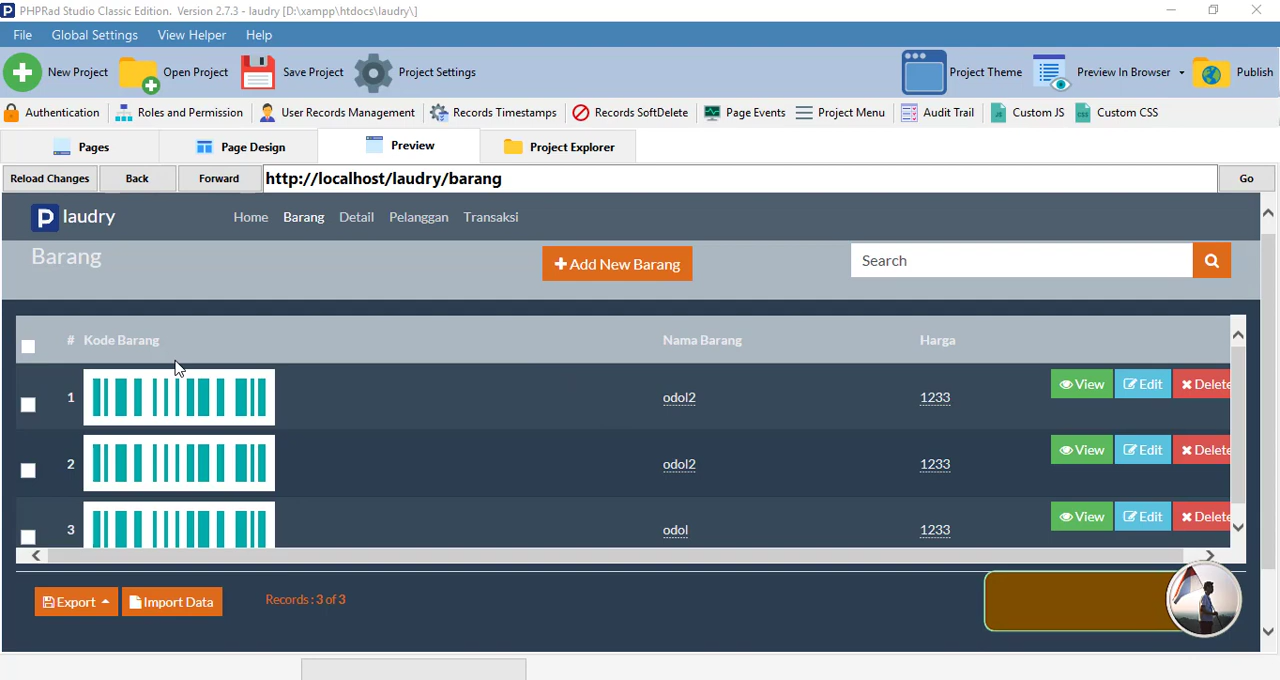 PHPRad Studio Classic Edition. Version 2.7.3 - laudry [D:\xampp\htdocs\laudry\]
File Global Settings View Helper Help
New Project Open Project Save Project Project Settings Project Theme Preview In Browser Publish
Authentication Roles and Permission User Records Management Records Timestamps Records SoftDelete Page Events Project Menu Audit Trail Custom JS Custom CSS
Pages Page Design Preview Project Explorer
Reload Changes Back Forward http://localhost/laudry/barang Go
laudry Home Barang Detail Pelanggan Transaksi
Barang Add New Barang Search
# Kode Barang Nama Barang Harga
1 odol2 1233 View Edit Delete
2 odol2 1233 View Edit Delete
3 odol 1233 View Edit Delete
Export Import Data Records : 3 of 3